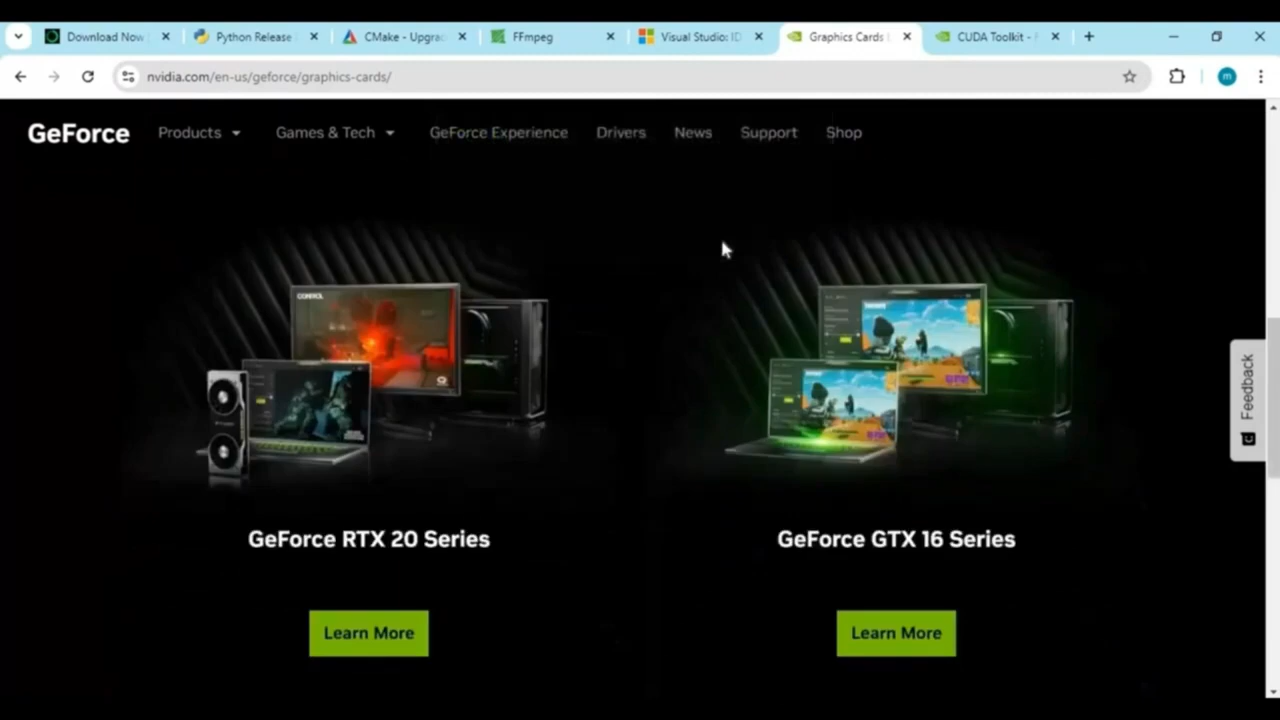 Download Now
Python Release
CMake - Upgra
FFmpeg
Visual Studio: ID
Graphics Cards
CUDA Toolkit -
nvidia.com/en-us/geforce/graphics-cards/
m
GeForce
Products
Games & Tech
GeForce Experience
Drivers
News
Support
Shop
CONTROL
Feedback
GeForce RTX 20 Series
GeForce GTX 16 Series
Learn More
Learn More